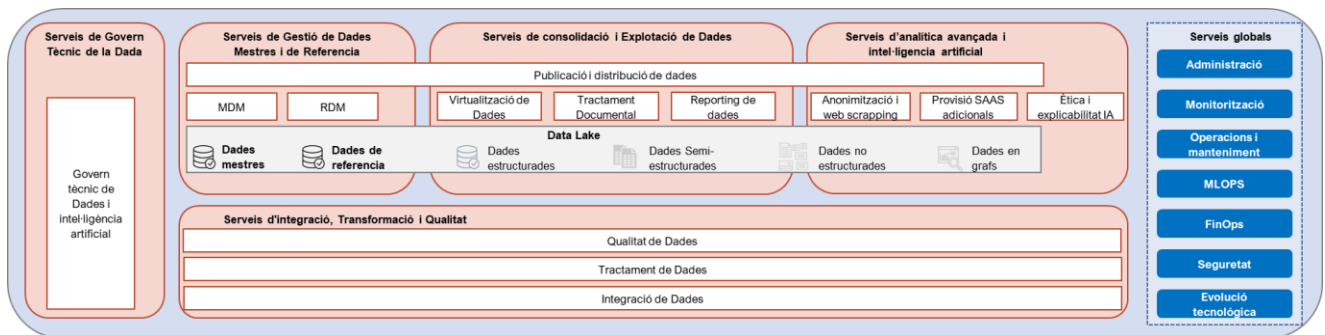 Serveis de Govern
Tècnic de la Dada
Govern
tècnic de
Dades i
intel·ligència
artificial
Serveis de Gestió de Dades
Mestres i de Referencia
Serveis de consolidació i Explotació de Dades
Serveis d'analítica avançada i
intel·ligencia artificial
Publicació i distribució de dades
MDM
RDM
Virtualització de
Dades
Tractament
Documental
Reporting de
dades
Anonimització i
web scrapping
Provisió SAAS
adicionals
Ètica i
explicabilitat IA
Data Lake
Dades
mestres
Dades de
referencia
Dades
estructurades
Dades Semi-
estructurades
Dades no
estructurades
Dades en
grafs
Serveis d'integració, Transformació i Qualitat
Qualitat de Dades
Tractament de Dades
Integració de Dades
Serveis globals
Administració
Monitorització
Operacions i
manteniment
MLOPS
FinOps
Seguretat
Evolució
tecnológica